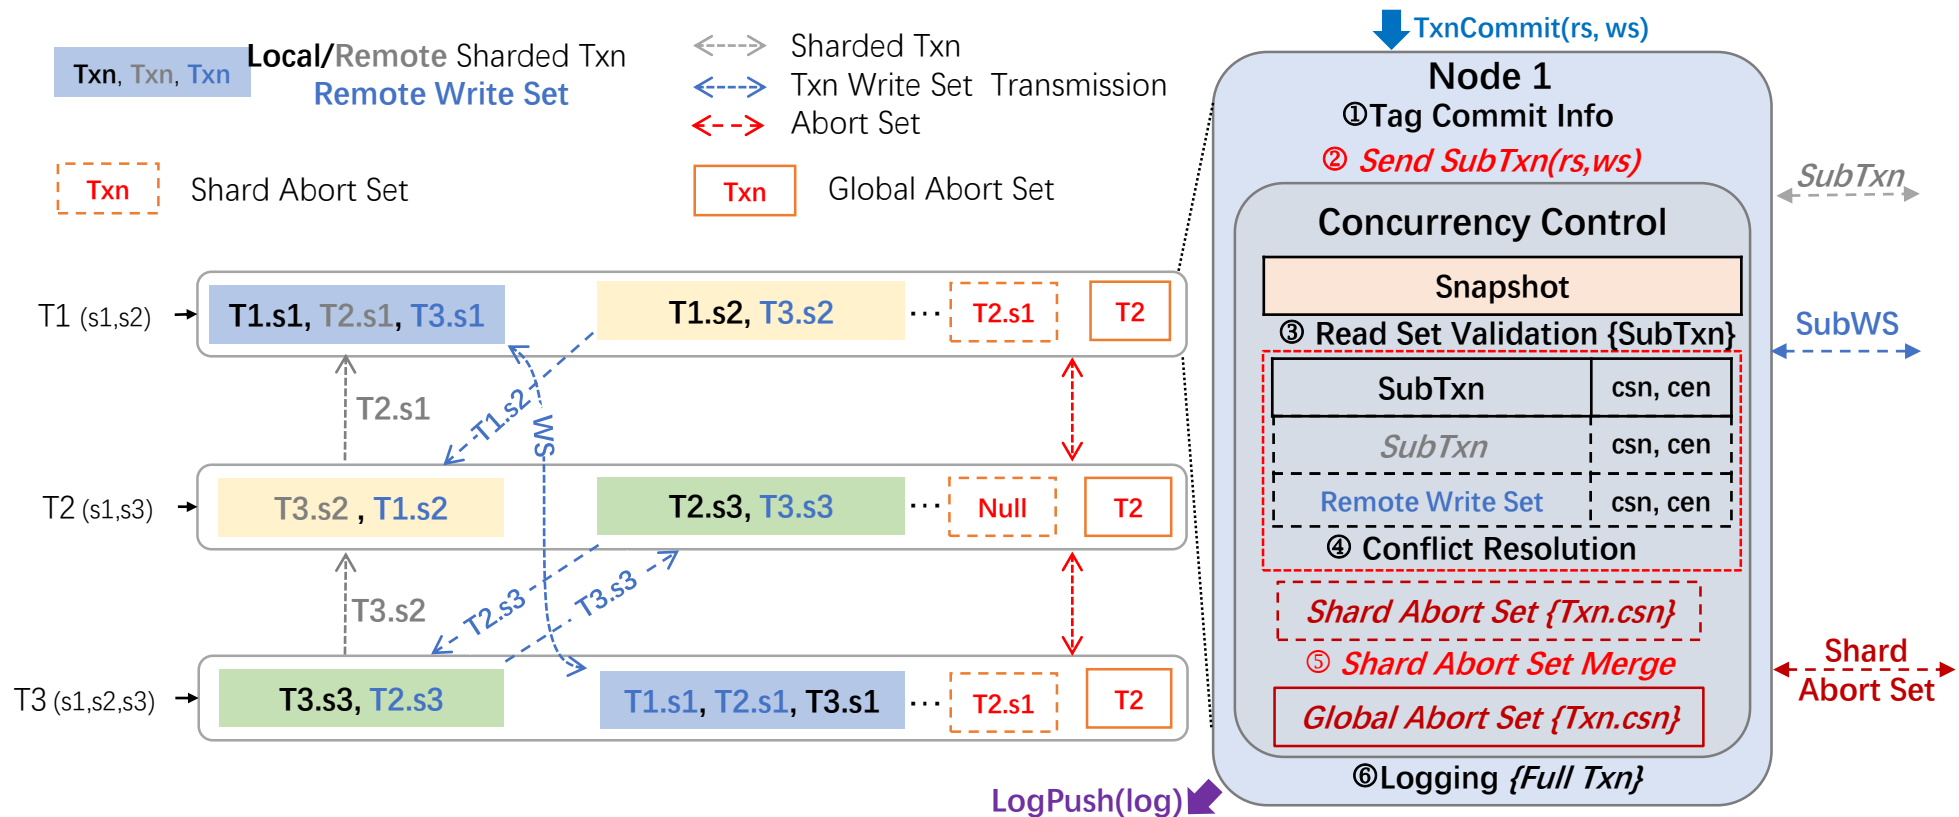 Txn, Txn, Txn
Local/Remote Sharded Txn
Remote Write Set
Sharded Txn
Txn Write Set Transmission
Abort Set
Txn
Shard Abort Set
Txn
Global Abort Set
T1 (s1,s2)
T1.s1, T2.s1, T3.s1
T1.s2, T3.s2
...
T2.s1
T2
T2.s1
T1.s2
WS
T2 (s1,s3)
T3.s2 , T1.s2
T2.s3, T3.s3
...
Null
T2
T3.s2
T2.s3
T3.s3
T3 (s1,s2,s3)
T3.s3, T2.s3
T1.s1, T2.s1, T3.s1
...
T2.s1
T2
TxnCommit(rs, ws)
Node 1
①Tag Commit Info
② Send SubTxn(rs,ws)
Concurrency Control
Snapshot
③ Read Set Validation {SubTxn}
SubTxn
csn, cen
SubTxn
csn, cen
Remote Write Set
csn, cen
④ Conflict Resolution
Shard Abort Set {Txn.csn}
⑤ Shard Abort Set Merge
Global Abort Set {Txn.csn}
⑥Logging {Full Txn}
LogPush(log)
SubTxn
SubWS
Shard
Abort Set